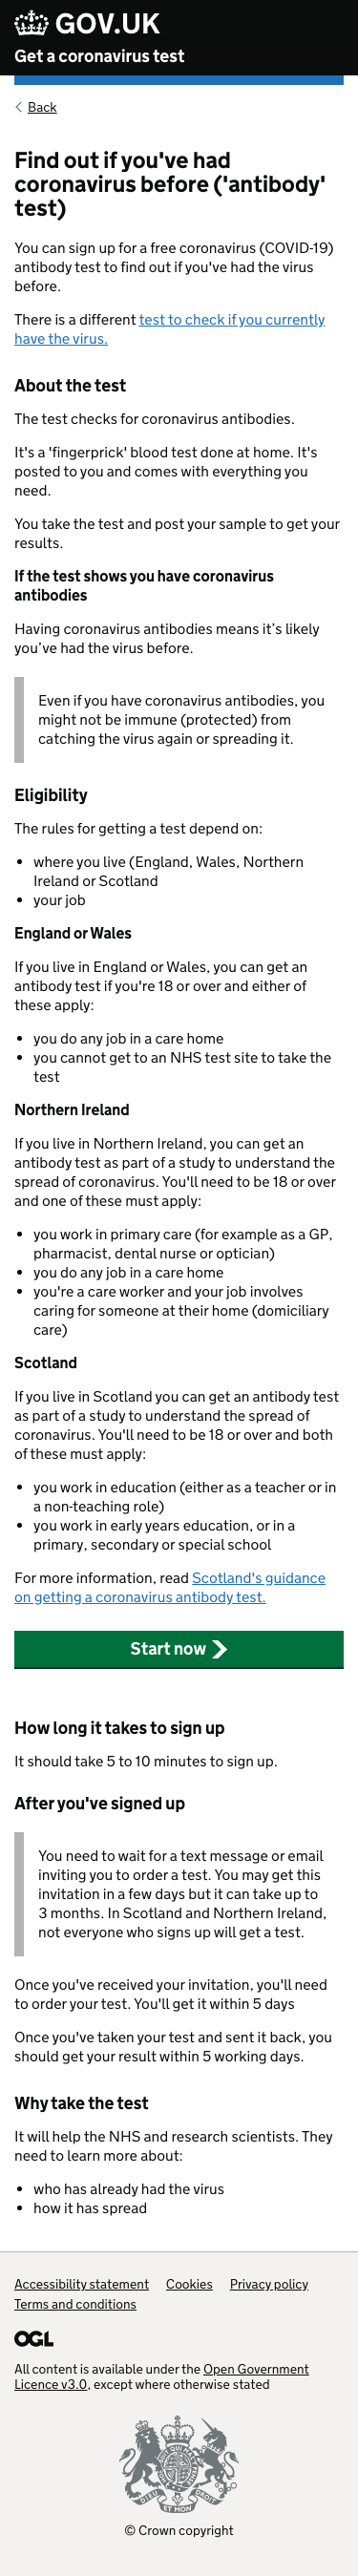 GOV.UK
Get a coronavirus test
Back
Find out if you've had
coronavirus before ('antibody'
test)
You can sign up for a free coronavirus (COVID-19)
antibody test to find out if you've had the virus
before.
There is a different test to check if you currently
have the virus.
About the test
The test checks for coronavirus antibodies.
It's a 'fingerprick' blood test done at home. It's
posted to you and comes with everything you
need.
You take the test and post your sample to get your
results.
If the test shows you have coronavirus
antibodies
Having coronavirus antibodies means it’s likely
you’ve had the virus before.
Even if you have coronavirus antibodies, you
might not be immune (protected) from
catching the virus again or spreading it.
Eligibility
The rules for getting a test depend on:
• where you live (England, Wales, Northern
Ireland or Scotland
• your job
England or Wales
If you live in England or Wales, you can get an
antibody test if you're 18 or over and either of
these apply:
• you do any job in a care home
• you cannot get to an NHS test site to take the
test
Northern Ireland
If you live in Northern Ireland, you can get an
antibody test as part of a study to understand the
spread of coronavirus. You'll need to be 18 or over
and one of these must apply:
• you work in primary care (for example as a GP,
pharmacist, dental nurse or optician)
• you do any job in a care home
• you're a care worker and your job involves
caring for someone at their home (domiciliary
care)
Scotland
If you live in Scotland you can get an antibody test
as part of a study to understand the spread of
coronavirus. You'll need to be 18 or over and both
of these must apply:
• you work in education (either as a teacher or in
a non-teaching role)
• you work in early years education, or in a
primary, secondary or special school
For more information, read Scotland's guidance
on getting a coronavirus antibody test.
Start now
How long it takes to sign up
It should take 5 to 10 minutes to sign up.
After you've signed up
You need to wait for a text message or email
inviting you to order a test. You may get this
invitation in a few days but it can take up to
3 months. In Scotland and Northern Ireland,
not everyone who signs up will get a test.
Once you've received your invitation, you'll need
to order your test. You'll get it within 5 days
Once you've taken your test and sent it back, you
should get your result within 5 working days.
Why take the test
It will help the NHS and research scientists. They
need to learn more about:
• who has already had the virus
• how it has spread
Accessibility statement Cookies Privacy policy
Terms and conditions
OGL
All content is available under the Open Government
Licence v3.0, except where otherwise stated
© Crown copyright